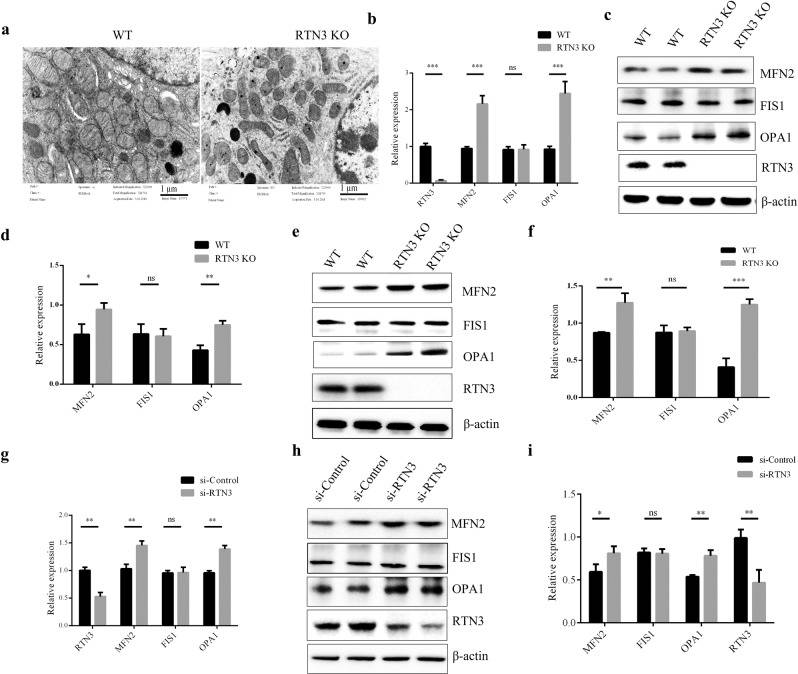 a
WT
RTN3 KO
1 µm
1 µm
b
WT
RTN3 KO
Relative expression
3
2
1
0
***
***
ns
***
RTN3
MFN2
FIS1
OPA1
c
WT
WT
RTN3 KO
RTN3 KO
MFN2
FIS1
OPA1
RTN3
β-actin
d
WT
RTN3 KO
Relative expression
1.5
1.0
0.5
0.0
*
ns
**
MFN2
FIS1
OPA1
e
WT
WT
RTN3 KO
RTN3 KO
MFN2
FIS1
OPA1
RTN3
β-actin
f
WT
RTN3 KO
Relative expression
1.5
1.0
0.5
0.0
**
ns
***
MFN2
FIS1
OPA1
g
si-Control
si-RTN3
Relative expression
2.0
1.5
1.0
0.5
0.0
**
**
ns
**
RTN3
MFN2
FIS1
OPA1
h
si-Control
si-Control
si-RTN3
si-RTN3
MFN2
FIS1
OPA1
RTN3
β-actin
i
si-Control
si-RTN3
Relative expression
1.5
1.0
0.5
0.0
*
ns
**
**
MFN2
FIS1
OPA1
RTN3